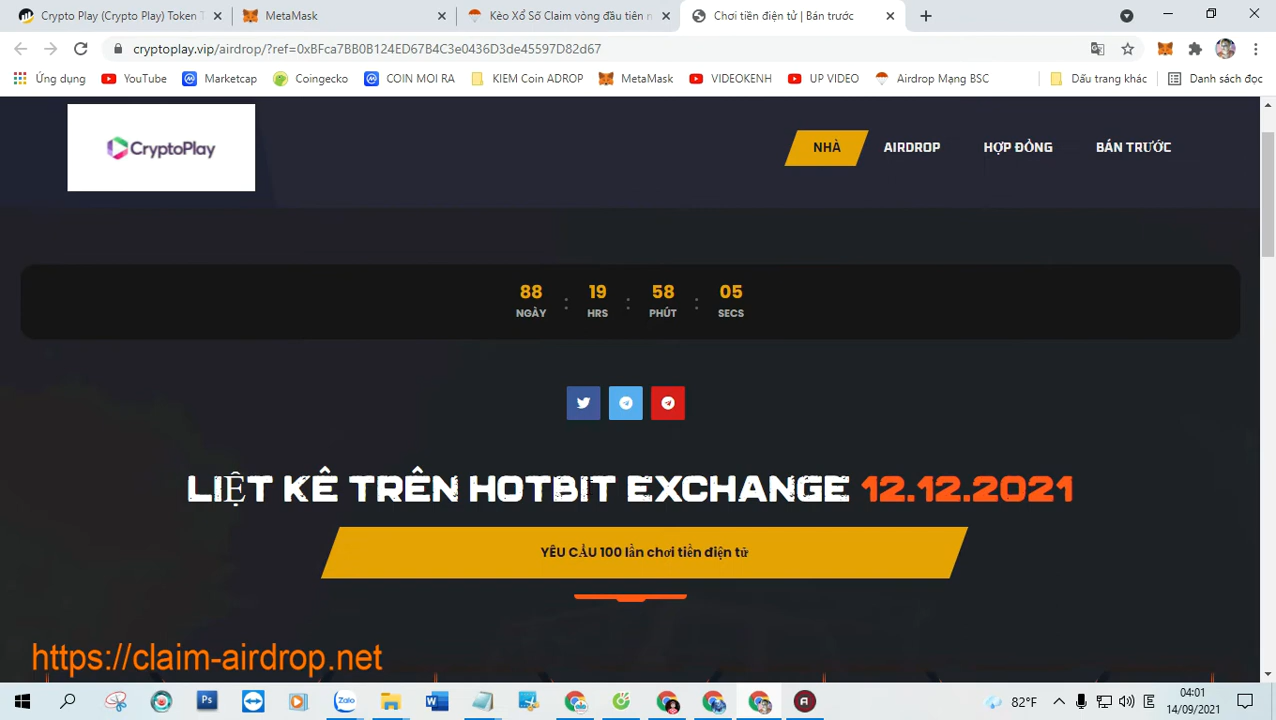 Crypto Play (Crypto Play) Token T
MetaMask
Kèo Xổ Số Claim vòng đầu tiên n
Chơi tiền điện tử | Bán trước
cryptoplay.vip/airdrop/?ref=0xBFca7BB0B124ED67B4C3e0436D3de45597D82d67
Ứng dụng
YouTube
Marketcap
Coingecko
COIN MOI RA
KIEM Coin ADROP
MetaMask
VIDEOKENH
UP VIDEO
Airdrop Mạng BSC
Dấu trang khác
Danh sách đọc
CryptoPlay
NHÀ
AIRDROP
HỢP ĐỒNG
BÁN TRƯỚC
88 : 19 : 58 : 05
NGÀY HRS PHÚT SECS
LIỆT KÊ TRÊN HOTBIT EXCHANGE 12.12.2021
YÊU CẦU 100 lần chơi tiền điện tử
https://claim-airdrop.net
Ps
Zalo
82°F
E
04:01
14/09/2021